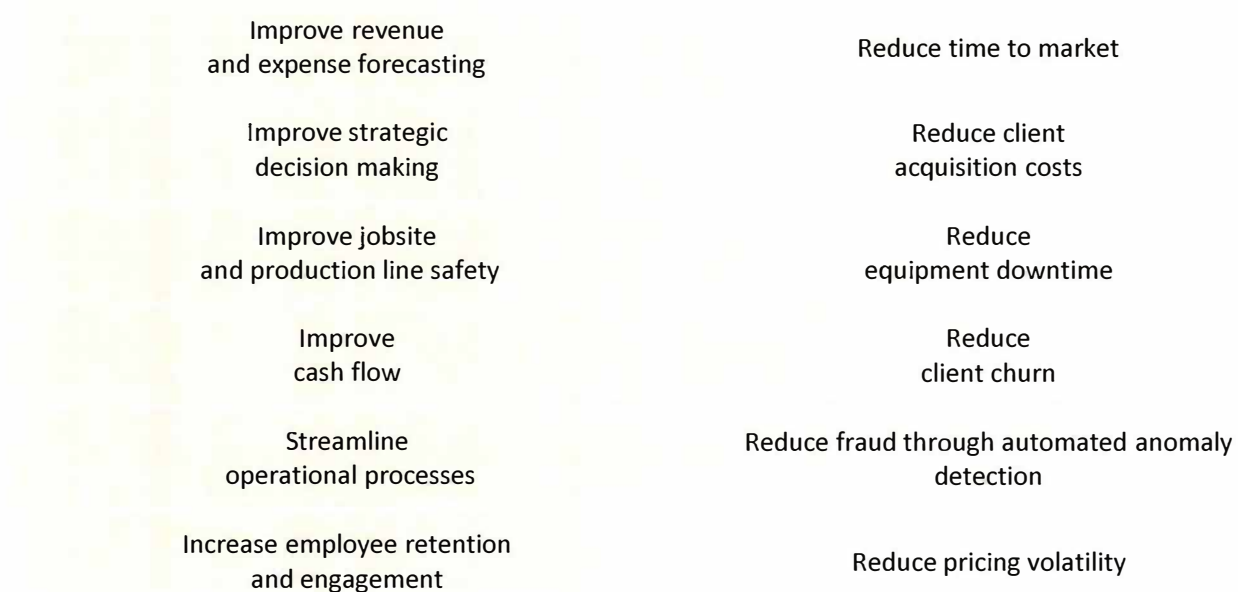 Improve revenue
and expense forecasting
Reduce time to market
Improve strategic
decision making
Reduce client
acquisition costs
Improve jobsite
and production line safety
Reduce
equipment downtime
Improve
cash flow
Reduce
client churn
Streamline
operational processes
Reduce fraud through automated anomaly
detection
Increase employee retention
and engagement
Reduce pricing volatility